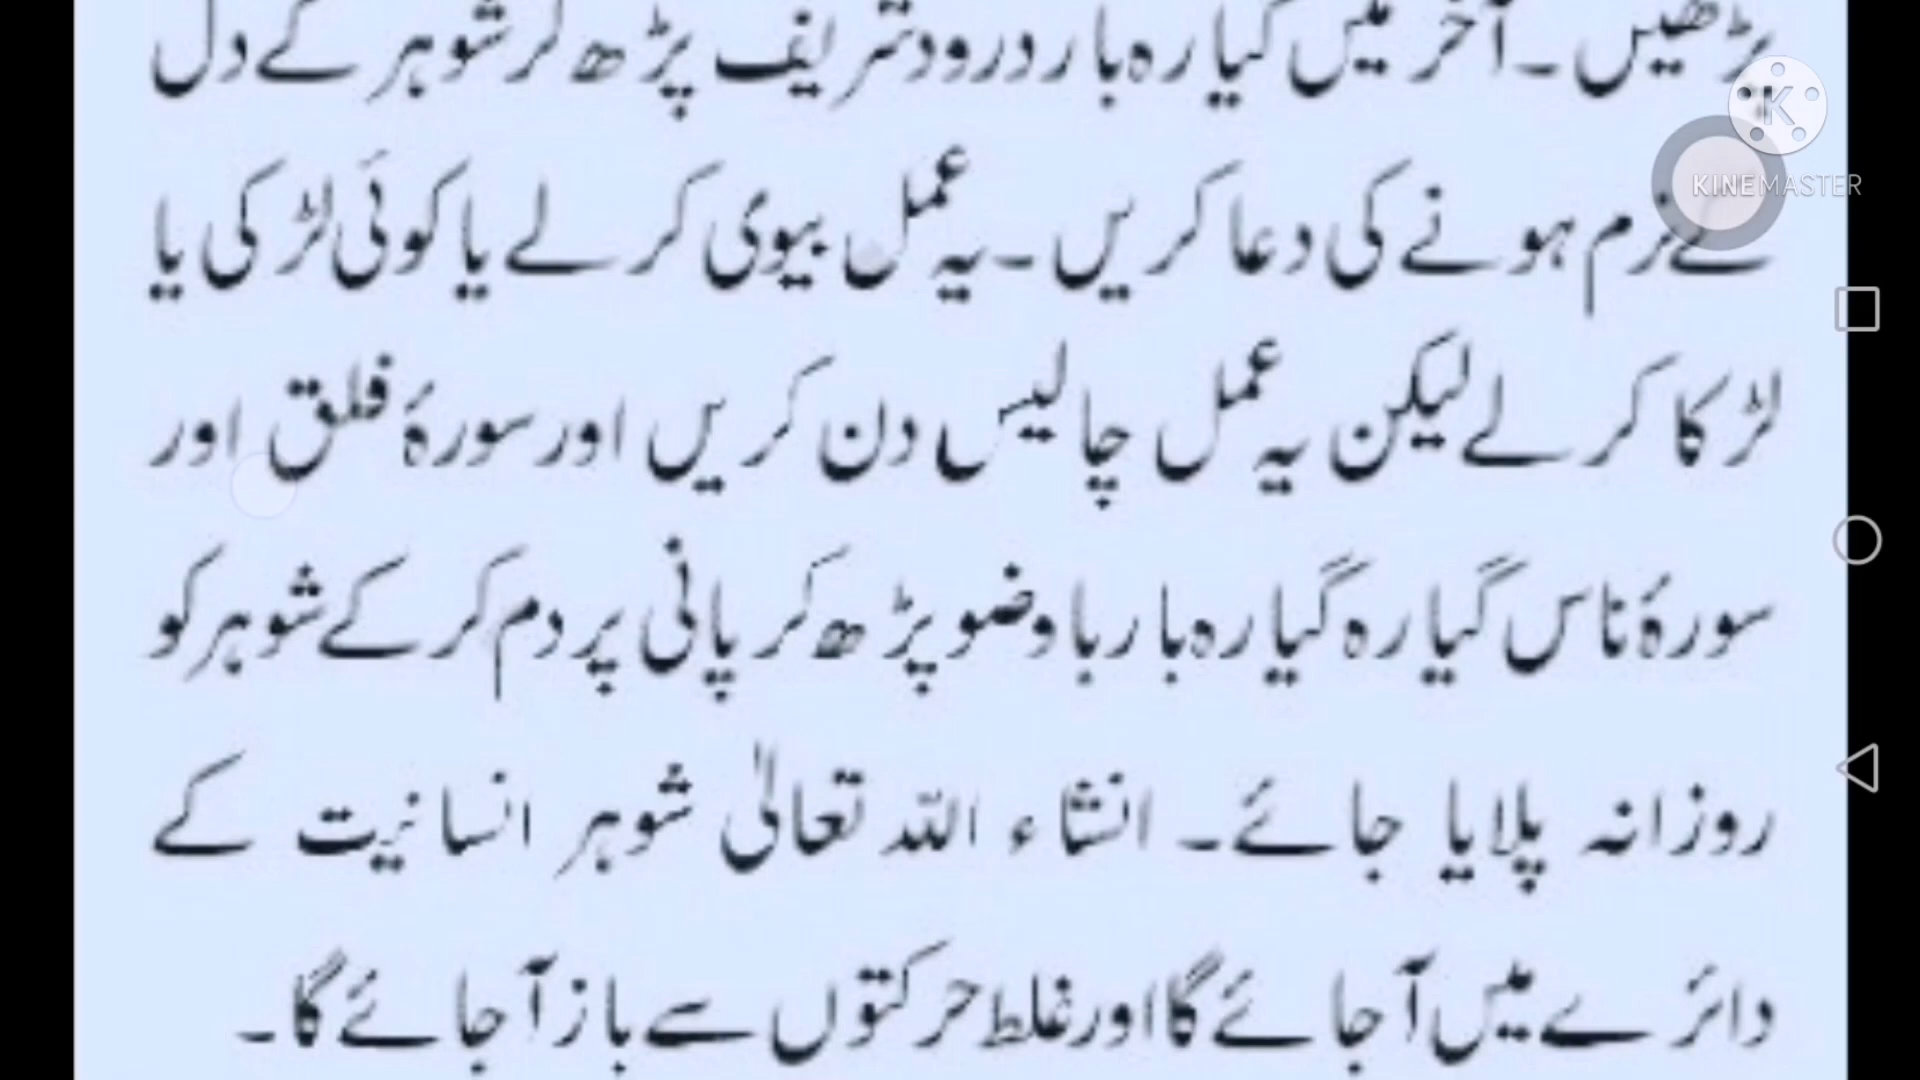 پڑھیں۔ آخر میں گیارہ بار درود شریف پڑھ کر شوہر کے دل
کے نرم ہونے کی دعا کریں۔ یہ عمل بیوی کرلے یا کوئی لڑکی یا
لڑکا کرلے لیکن یہ عمل چالیس دن کریں اور سورۂ فلق اور
سورۂ ناس گیارہ گیارہ بار باوضو پڑھ کر پانی پر دم کرکے شوہر کو
روزانہ پلایا جائے۔ انشاء اللہ تعالٰی شوہر انسانیت کے
دائرے میں آجائے گا اور غلط حرکتوں سے باز آجائے گا۔
K
KINEMASTER